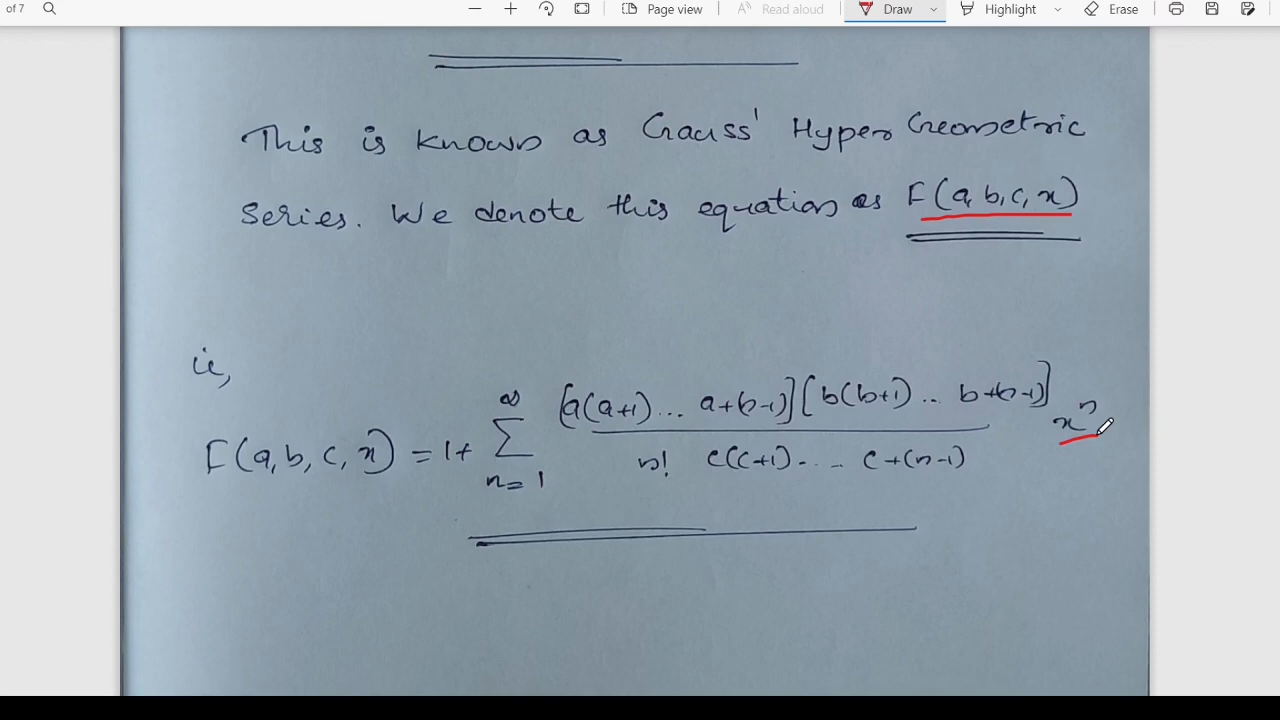 of 7 Page view Read aloud Draw Highlight Erase
This is known as Gauss' Hyper Geometric
series. We denote this equation as F(a, b, c, x)
ie,
F(a, b, c, x) = 1 + ∑_{n=1}^{∞} [a(a+1)... a+n-1][b(b+1)... b+n-1] / n! c(c+1)... c+(n-1) x^n